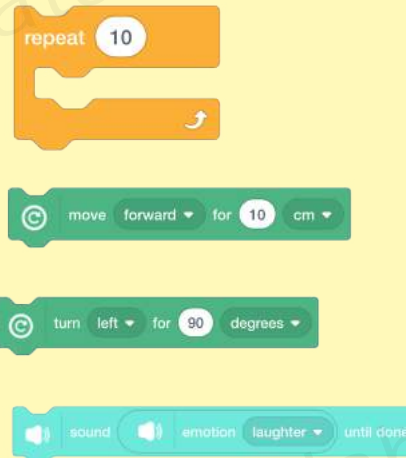 repeat 10
move forward for 10 cm
turn left for 90 degrees
sound emotion laughter until done